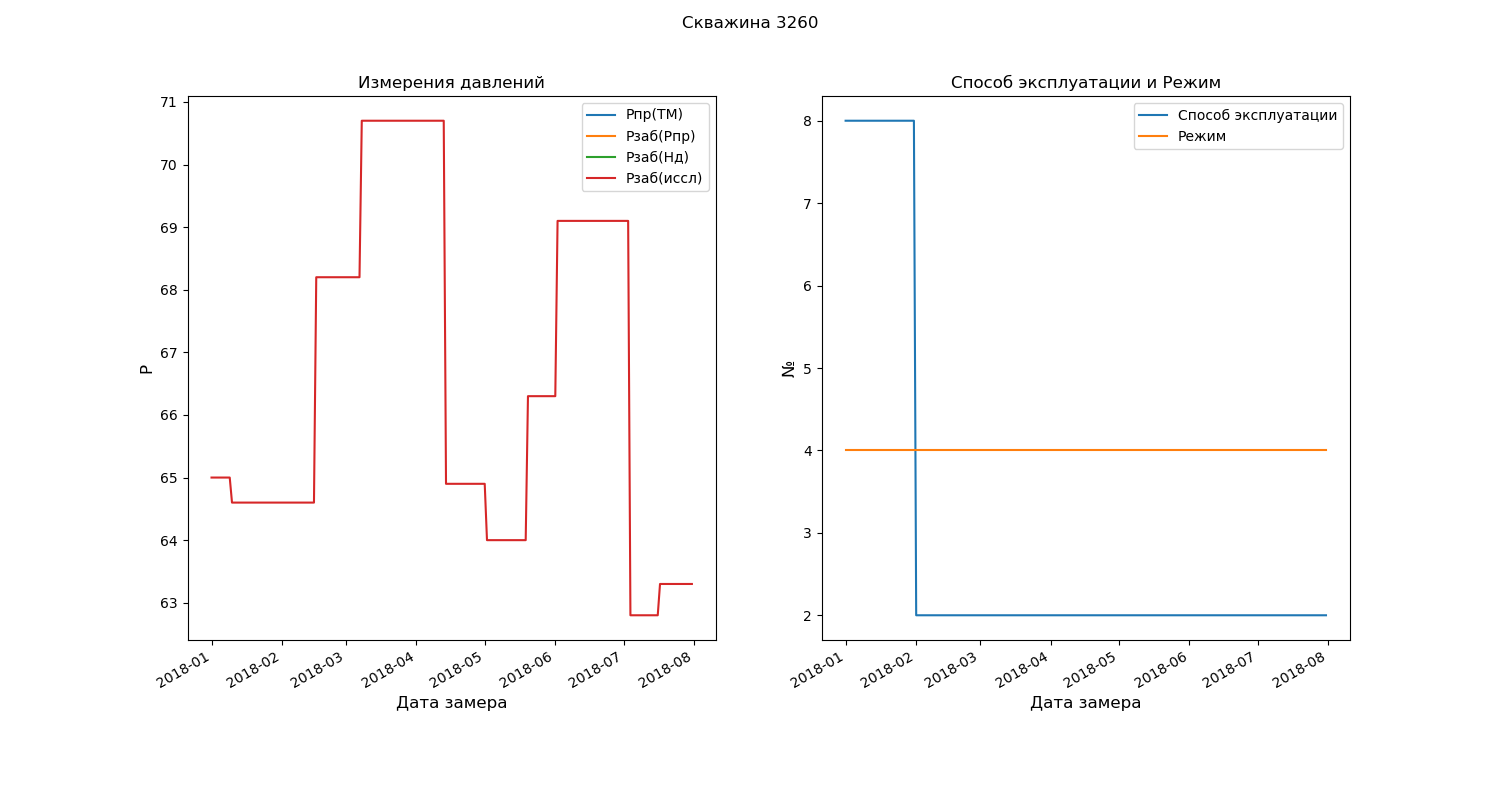 Скважина 3260
Измерения давлений
71
70
69
68
67
66
65
64
63
P
Рпр(ТМ)
Рзаб(Рпр)
Рзаб(Нд)
Рзаб(иссл)
2018-01
2018-02
2018-03
2018-04
2018-05
2018-06
2018-07
2018-08
Дата замера
Способ эксплуатации и Режим
8
7
6
5
4
3
2
№
Способ эксплуатации
Режим
2018-01
2018-02
2018-03
2018-04
2018-05
2018-06
2018-07
2018-08
Дата замера